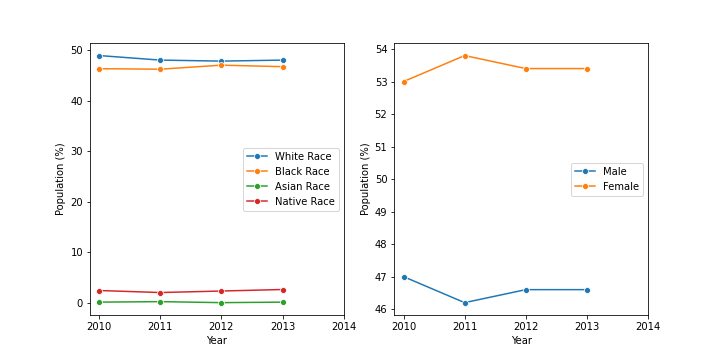 50
40
30
20
10
0
Population (%)
2010 2011 2012 2013 2014
Year
White Race
Black Race
Asian Race
Native Race
54
53
52
51
50
49
48
47
46
Population (%)
2010 2011 2012 2013 2014
Year
Male
Female